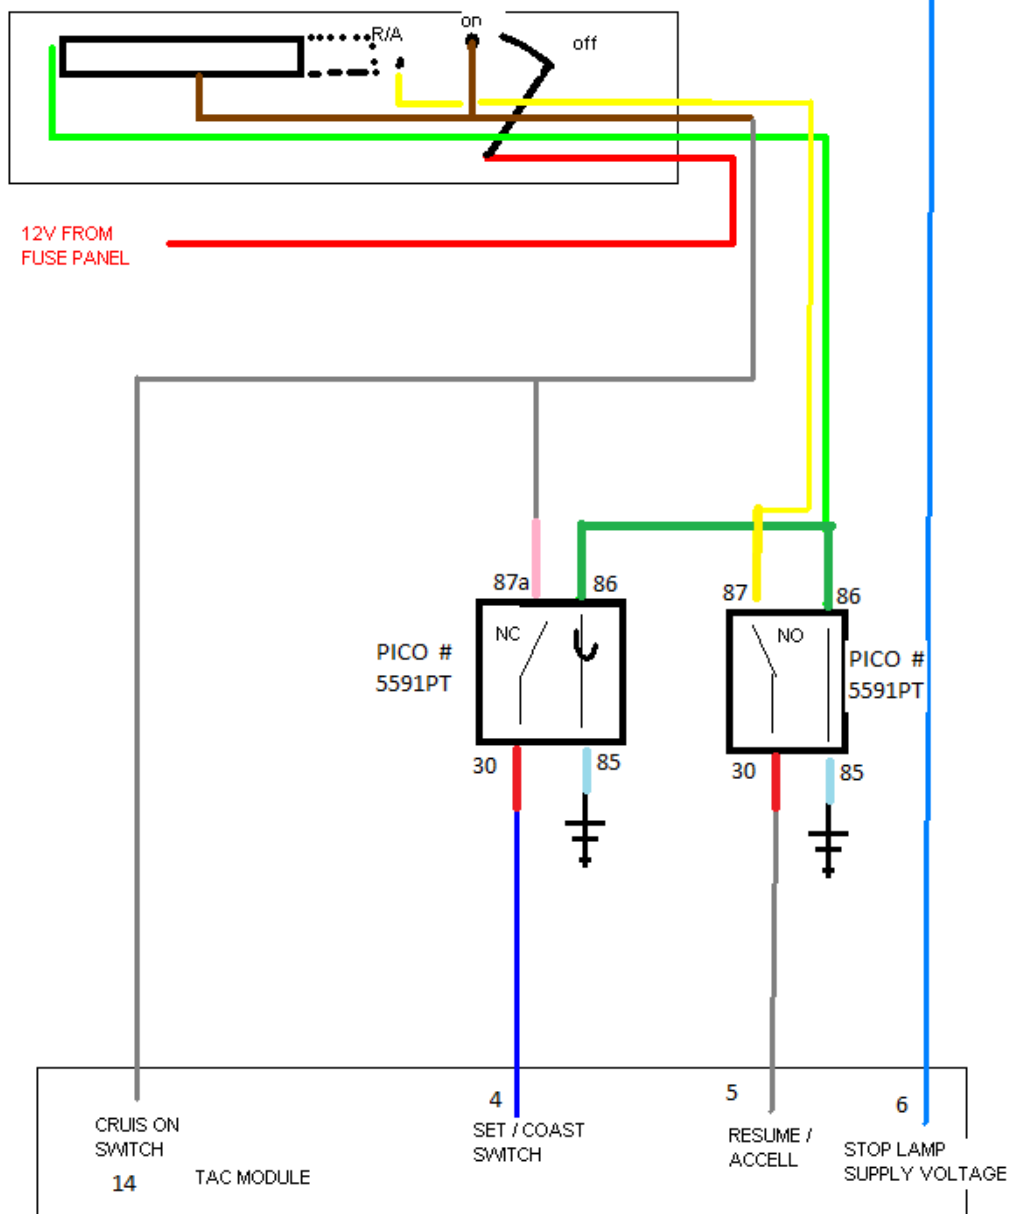 on
R/A
off
12V FROM
FUSE PANEL
87a
86
87
86
NC
NO
PICO #
5591PT
PICO #
5591PT
30
85
30
85
4
5
6
CRUIS ON
SWITCH
14
TAC MODULE
SET / COAST
SWITCH
RESUME /
ACCELL
STOP LAMP
SUPPLY VOLTAGE